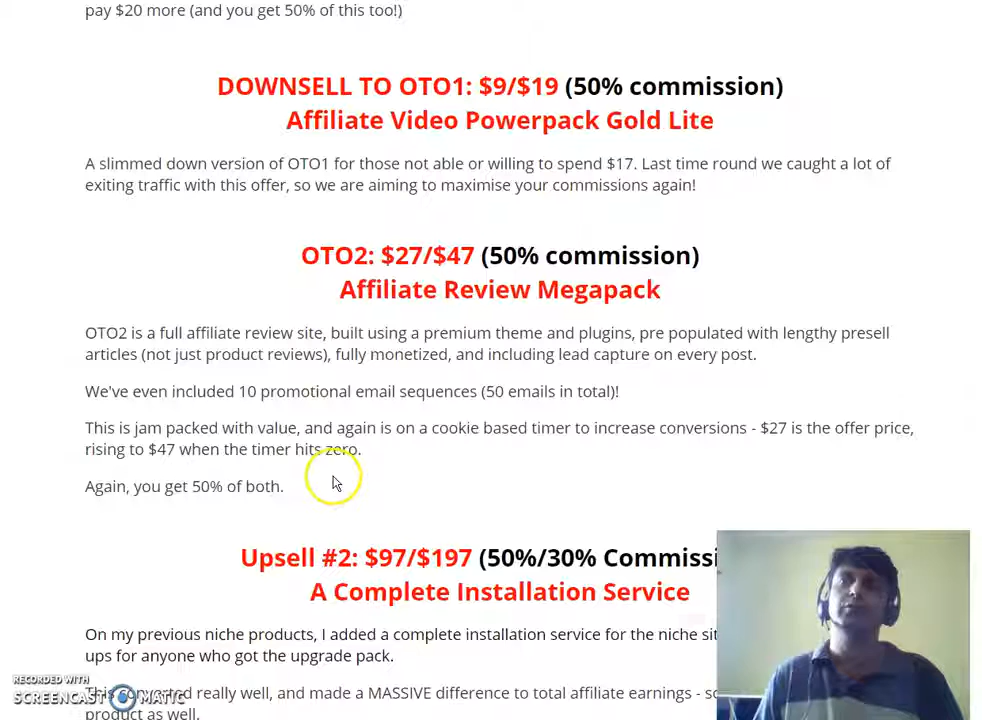 pay $20 more (and you get 50% of this too!)
DOWNSELL TO OTO1: $9/$19 (50% commission)
Affiliate Video Powerpack Gold Lite
A slimmed down version of OTO1 for those not able or willing to spend $17. Last time round we caught a lot of
exiting traffic with this offer, so we are aiming to maximise your commissions again!
OTO2: $27/$47 (50% commission)
Affiliate Review Megapack
OTO2 is a full affiliate review site, built using a premium theme and plugins, pre populated with lengthy presell
articles (not just product reviews), fully monetized, and including lead capture on every post.
We've even included 10 promotional email sequences (50 emails in total)!
This is jam packed with value, and again is on a cookie based timer to increase conversions - $27 is the offer price,
rising to $47 when the timer hits zero.
Again, you get 50% of both.
Upsell #2: $97/$197 (50%/30% Commissi
A Complete Installation Service
On my previous niche products, I added a complete installation service for the niche sit
ups for anyone who got the upgrade pack.
RECORDED WITH
SCREENCAST MATIC
really well, and made a MASSIVE difference to total affiliate earnings - s
product as well.